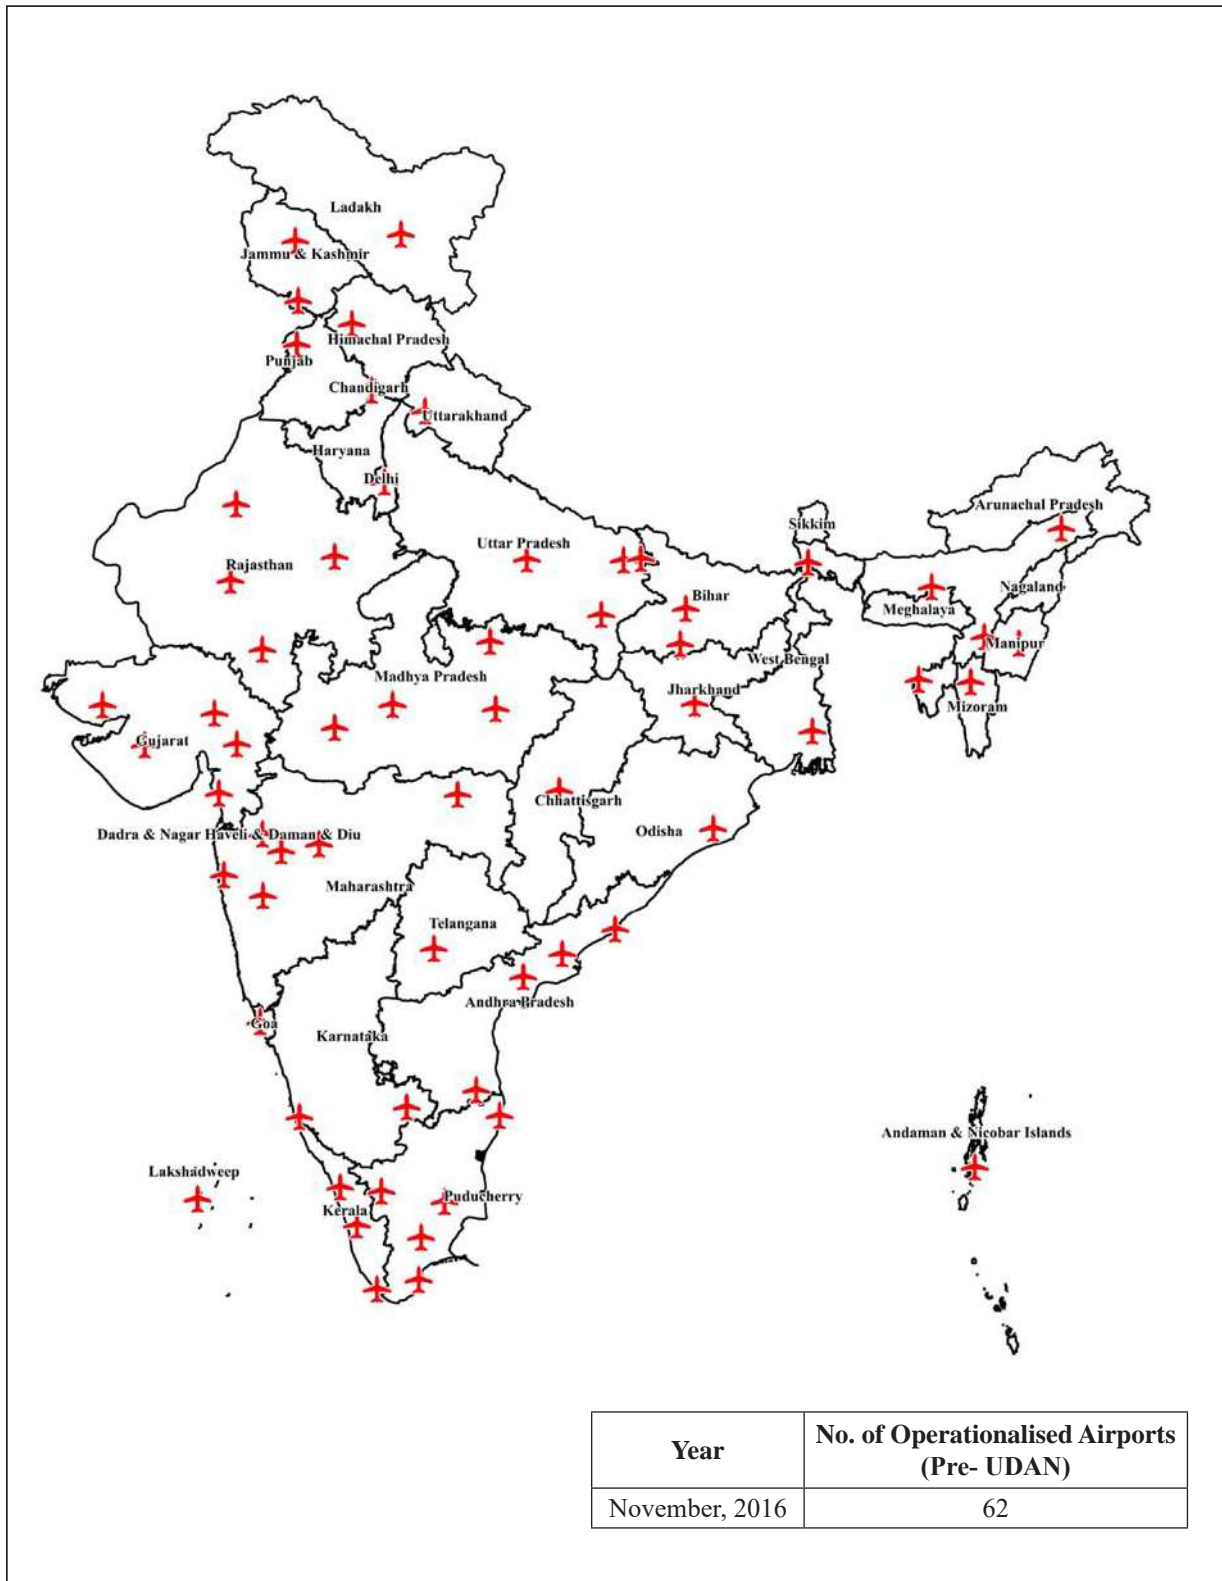 Ladakh
Jammu & Kashmir
Himachal Pradesh
Punjab
Chandigarh
Uttarakhand
Haryana
Delhi
Arunachal Pradesh
Sikkim
Uttar Pradesh
Rajasthan
Nagaland
Bihar
Meghalaya
Manipur
West Bengal
Madhya Pradesh
Jharkhand
Mizoram
Gujarat
Chhattisgarh
Odisha
Dadra & Nagar Haveli & Daman & Diu
Maharashtra
Telangana
Andhra Bradesh
Goa
Karnataka
Andaman & Nicobar Islands
Lakshadweep
Puducherry
Kerala
Year
No. of Operationalised Airports
(Pre- UDAN)
November, 2016
62